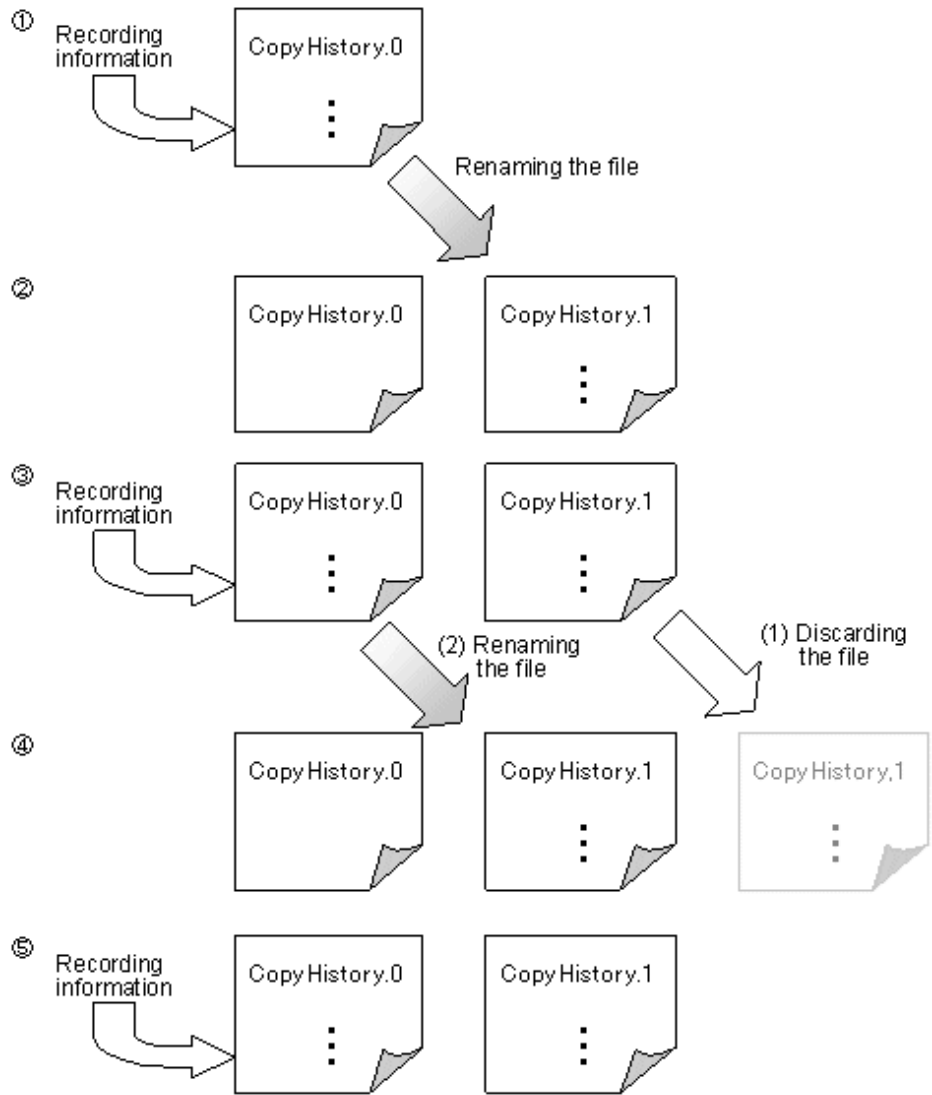 ①
Recording
information
CopyHistory.0
Renaming the file
②
CopyHistory.0
CopyHistory.1
③
Recording
information
CopyHistory.0
CopyHistory.1
(2) Renaming
the file
(1) Discarding
the file
④
CopyHistory.0
CopyHistory.1
CopyHistory,1
⑤
Recording
information
CopyHistory.0
CopyHistory.1